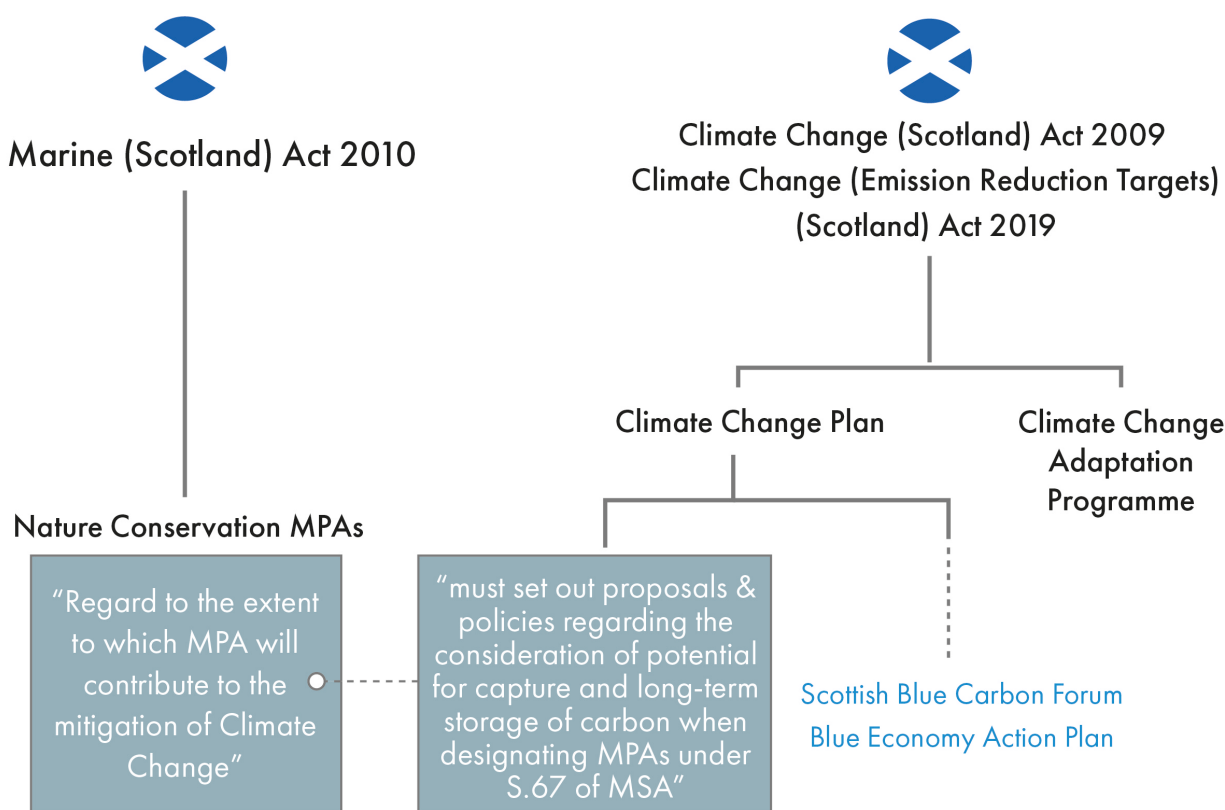 Marine (Scotland) Act 2010
Climate Change (Scotland) Act 2009
Climate Change (Emission Reduction Targets)
(Scotland) Act 2019
Climate Change Plan
Climate Change
Adaptation
Programme
Nature Conservation MPAs
“Regard to the extent
to which MPA will
contribute to the
mitigation of Climate
Change”
“must set out proposals &
policies regarding the
consideration of potential
for capture and long-term
storage of carbon when
designating MPAs under
S.67 of MSA”
Scottish Blue Carbon Forum
Blue Economy Action Plan